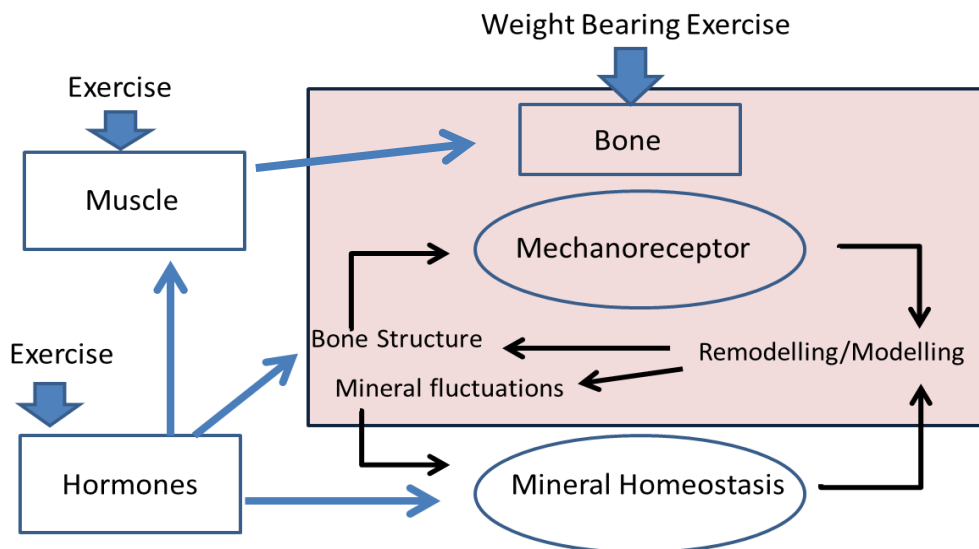 Weight Bearing Exercise
Exercise
Bone
Muscle
Mechanoreceptor
Bone Structure
Exercise
Remodelling/Modelling
Mineral fluctuations
Hormones
Mineral Homeostasis